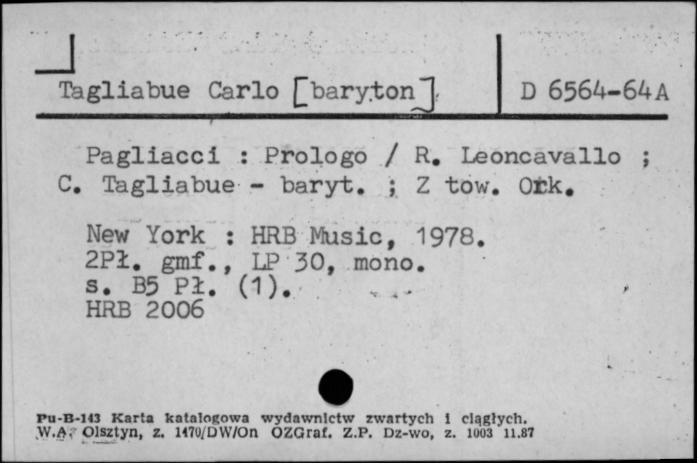 Tagliabue Carlo [baryton] D 6564-64A
Pagliacci : Prologo / R. Leoncavallo ;
C. Tagliabue - baryt. ; Z tow. Ork.
New York : HRB Music, 1978.
2Pł. gmf., LP 30, mono.
s. B5 Pł. (1).
HRB 2006
Pu-B-143 Karta katalogowa wydawnictw zwartych i ciągłych.
W.A. Olsztyn, z. 1470/DW/On OZGraf. Z.P. Dz-wo, z. 1003 11.87